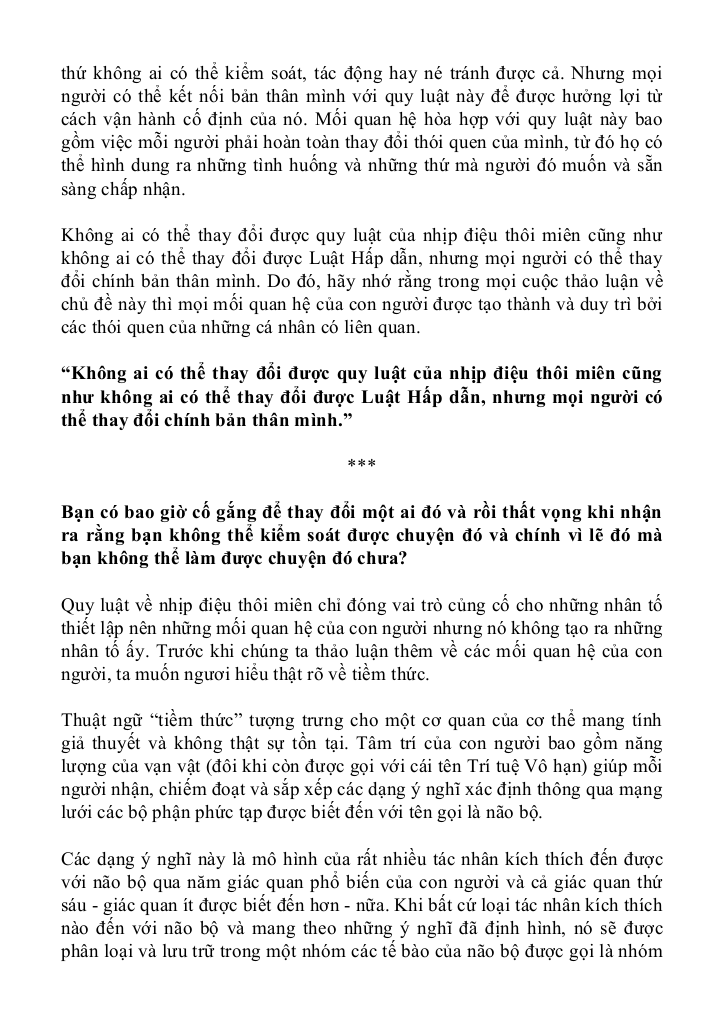 thứ không ai có thể kiểm soát, tác động hay né tránh được cả. Nhưng mọi
người có thể kết nối bản thân mình với quy luật này để được hưởng lợi từ
cách vận hành cố định của nó. Mối quan hệ hòa hợp với quy luật này bao
gồm việc mỗi người phải hoàn toàn thay đổi thói quen của mình, từ đó họ có
thể hình dung ra những tình huống và những thứ mà người đó muốn và sẵn
sàng chấp nhận.
Không ai có thể thay đổi được quy luật của nhịp điệu thôi miên cũng như
không ai có thể thay đổi được Luật Hấp dẫn, nhưng mọi người có thể thay
đổi chính bản thân mình. Do đó, hãy nhớ rằng trong mọi cuộc thảo luận về
chủ đề này thì mọi mối quan hệ của con người được tạo thành và duy trì bởi
các thói quen của những cá nhân có liên quan.
“Không ai có thể thay đổi được quy luật của nhịp điệu thôi miên cũng
như không ai có thể thay đổi được Luật Hấp dẫn, nhưng mọi người có
thể thay đổi chính bản thân mình.”
***
Bạn có bao giờ cố gắng để thay đổi một ai đó và rồi thất vọng khi nhận
ra rằng bạn không thể kiểm soát được chuyện đó và chính vì lẽ đó mà
bạn không thể làm được chuyện đó chưa?
Quy luật về nhịp điệu thôi miên chỉ đóng vai trò củng cố cho những nhân tố
thiết lập nên những mối quan hệ của con người nhưng nó không tạo ra những
nhân tố ấy. Trước khi chúng ta thảo luận thêm về các mối quan hệ của con
người, ta muốn ngươi hiểu thật rõ về tiềm thức.
Thuật ngữ “tiềm thức” tượng trưng cho một cơ quan của cơ thể mang tính
giả thuyết và không thật sự tồn tại. Tâm trí của con người bao gồm năng
lượng của vạn vật (đôi khi còn được gọi với cái tên Trí tuệ Vô hạn) giúp mỗi
người nhận, chiếm đoạt và sắp xếp các dạng ý nghĩ xác định thông qua mạng
lưới các bộ phận phức tạp được biết đến với tên gọi là não bộ.
Các dạng ý nghĩ này là mô hình của rất nhiều tác nhân kích thích đến được
với não bộ qua năm giác quan phổ biến của con người và cả giác quan thứ
sáu - giác quan ít được biết đến hơn - nữa. Khi bất cứ loại tác nhân kích thích
nào đến với não bộ và mang theo những ý nghĩ đã định hình, nó sẽ được
phân loại và lưu trữ trong một nhóm các tế bào của não bộ được gọi là nhóm